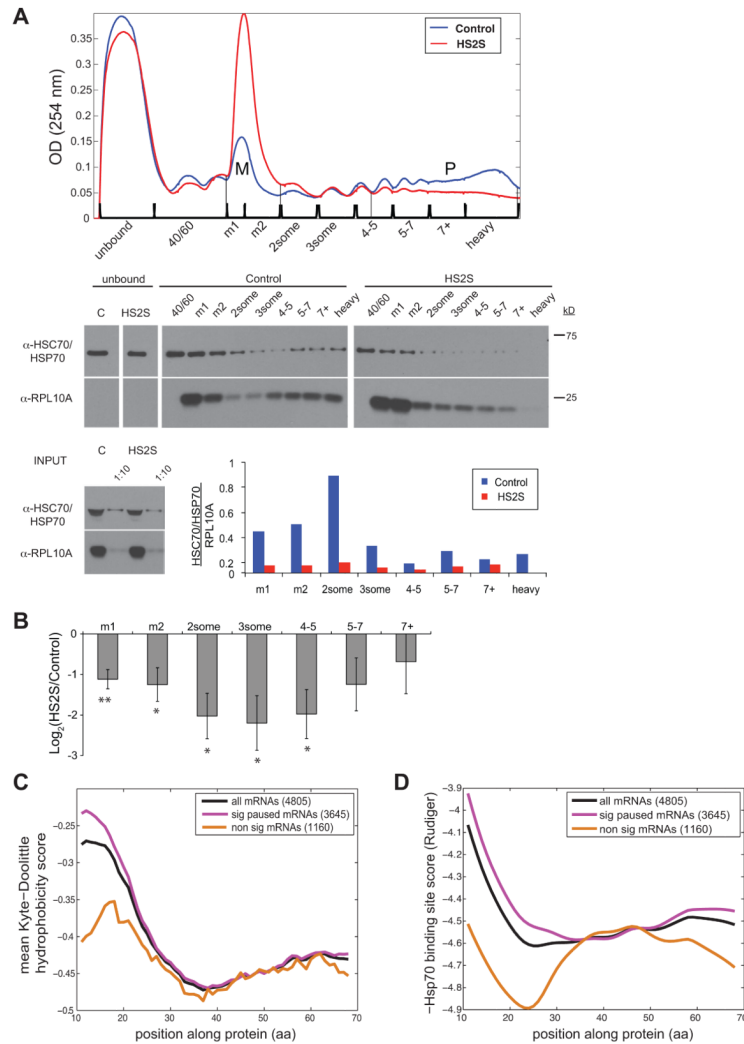 A
Control
HS2S
OD (254 nm)
0.35
0.3
0.25
0.2
0.15
0.1
0.05
0
M
P
unbound
40/60
m1
m2
2some
3some
4-5
5-7
7+
heavy
unbound
Control
HS2S
C
HS2S
40/60
m1
m2
2some
3some
4-5
5-7
7+
heavy
40/60
m1
m2
2some
3some
4-5
5-7
7+
heavy
kD
α-HSC70/
HSP70
75
α-RPL10A
25
INPUT
C
HS2S
1:10
1:10
α-HSC70/
HSP70
α-RPL10A
HSC70/HSP70
RPL10A
1
0.8
0.6
0.4
0.2
0
Control
HS2S
m1
m2
2some
3some
4-5
5-7
7+
heavy
B
m1
m2
2some
3some
4-5
5-7
7+
Log2(HS2S/Control)
0
-1
-2
-3
**
*
*
*
*
C
mean Kyte−Doolittle
hydrophobicity score
all mRNAs (4805)
sig paused mRNAs (3645)
non sig mRNAs (1160)
−0.25
−0.3
−0.35
−0.4
−0.45
−0.5
0
10
20
30
40
50
60
70
position along protein (aa)
D
−Hsp70 binding site score (Rudiger)
all mRNAs (4805)
sig paused mRNAs (3645)
non sig mRNAs (1160)
−3.9
−4
−4.1
−4.2
−4.3
−4.4
−4.5
−4.6
−4.7
−4.8
−4.9
10
20
30
40
50
60
70
position along protein (aa)